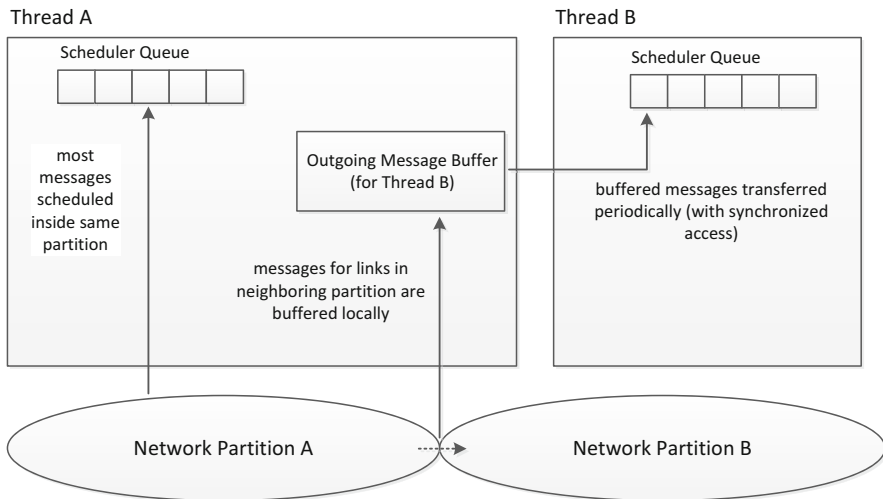 Thread A
Thread B
Scheduler Queue
Scheduler Queue
most
messages
scheduled
inside same
partition
Outgoing Message Buffer
(for Thread B)
buffered messages transferred
periodically (with synchronized
access)
messages for links in
neighboring partition are
buffered locally
Network Partition A
Network Partition B